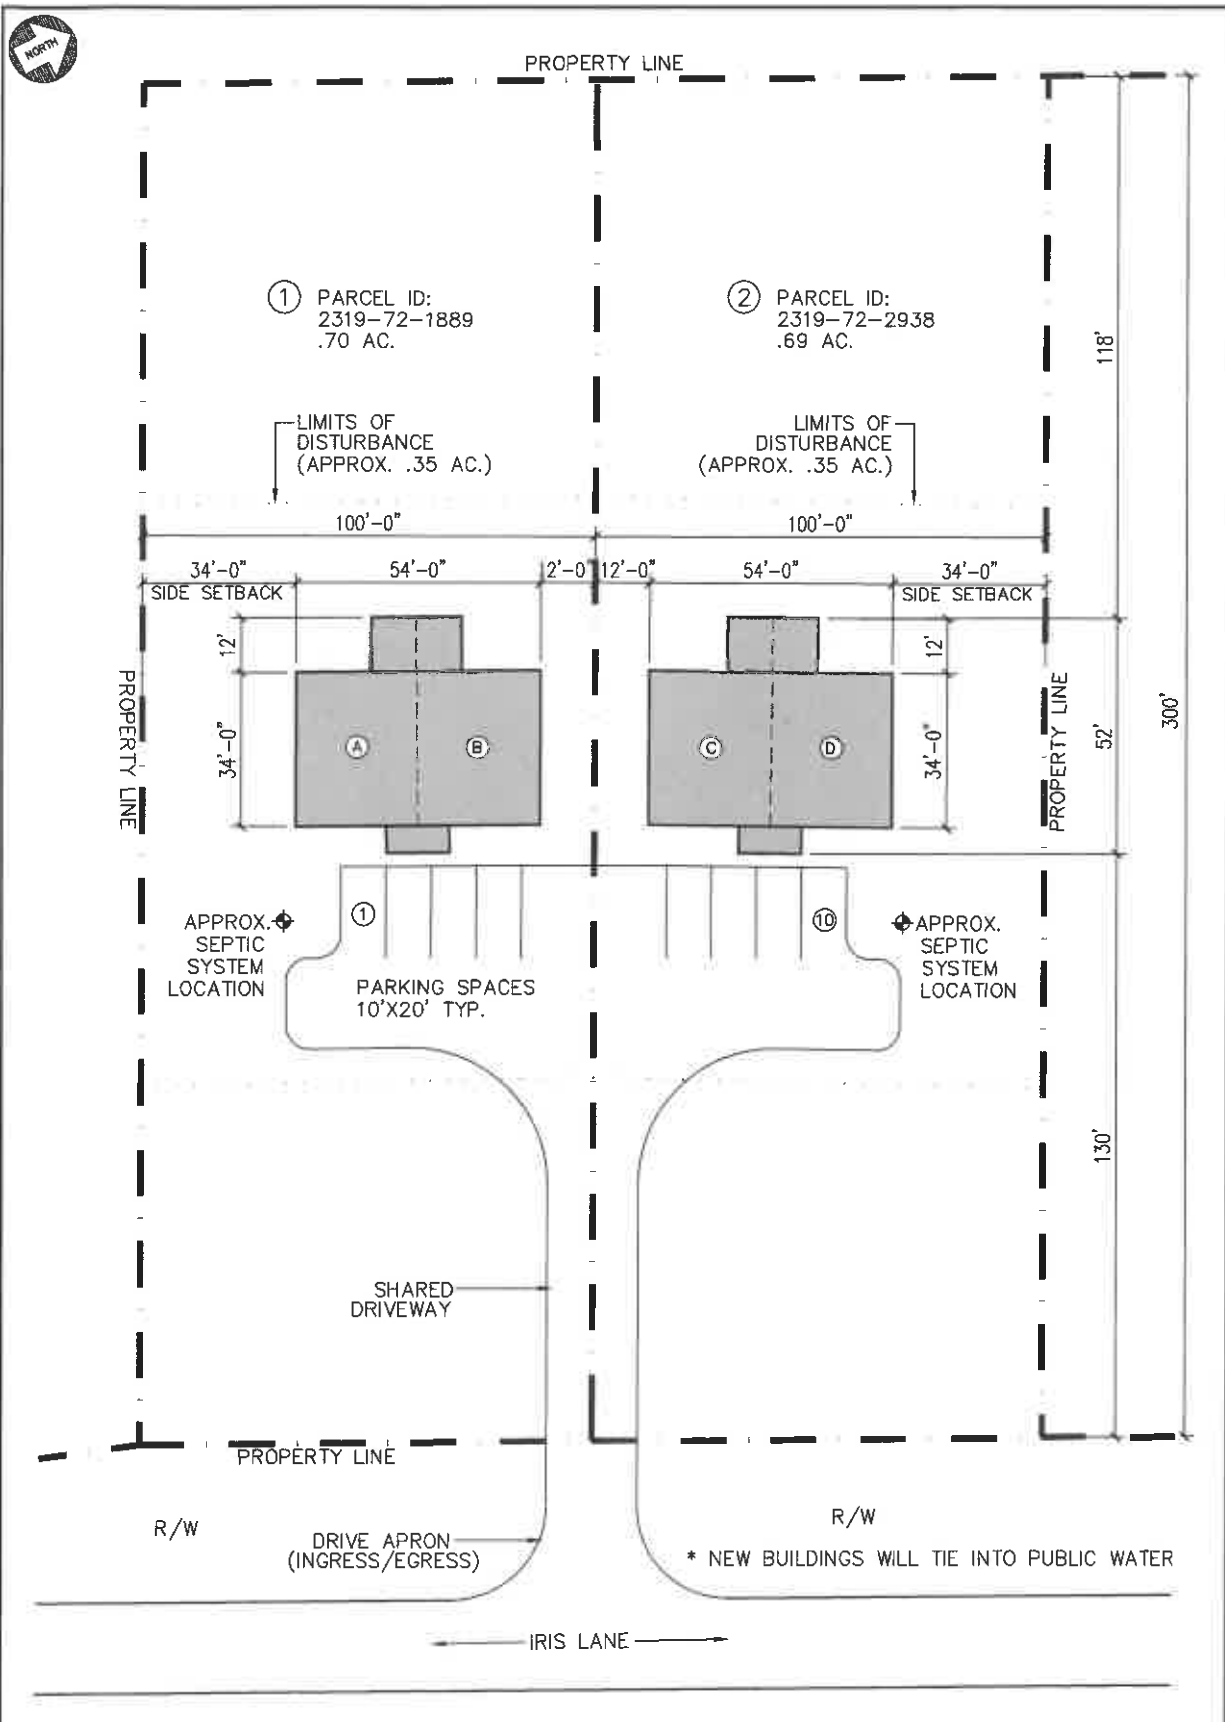 NORTH
PROPERTY LINE
① PARCEL ID:
2319-72-1889
.70 AC.
② PARCEL ID:
2319-72-2938
.69 AC.
118'
LIMITS OF
DISTURBANCE
(APPROX. .35 AC.)
LIMITS OF
DISTURBANCE
(APPROX. .35 AC.)
100'-0"
100'-0"
34'-0"
54'-0"
2'-0"
12'-0"
54'-0"
34'-0"
SIDE SETBACK
SIDE SETBACK
12'
12'
PROPERTY LINE
34'-0"
A
B
C
D
34'-0"
PROPERTY LINE
52'
300'
APPROX.
SEPTIC
SYSTEM
LOCATION
1
10
APPROX.
SEPTIC
SYSTEM
LOCATION
PARKING SPACES
10'X20' TYP.
130'
SHARED
DRIVEWAY
PROPERTY LINE
R/W
R/W
DRIVE APRON
(INGRESS/EGRESS)
* NEW BUILDINGS WILL TIE INTO PUBLIC WATER
IRIS LANE